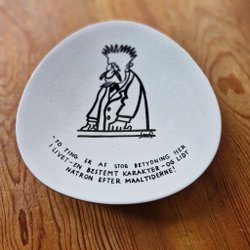 -TO TING ER AF STOR BETYDNING HER
I LIVET-EN BESTEMT KARAKTER-OG LIDT
NATRON EFTER MAALTIDERNE!